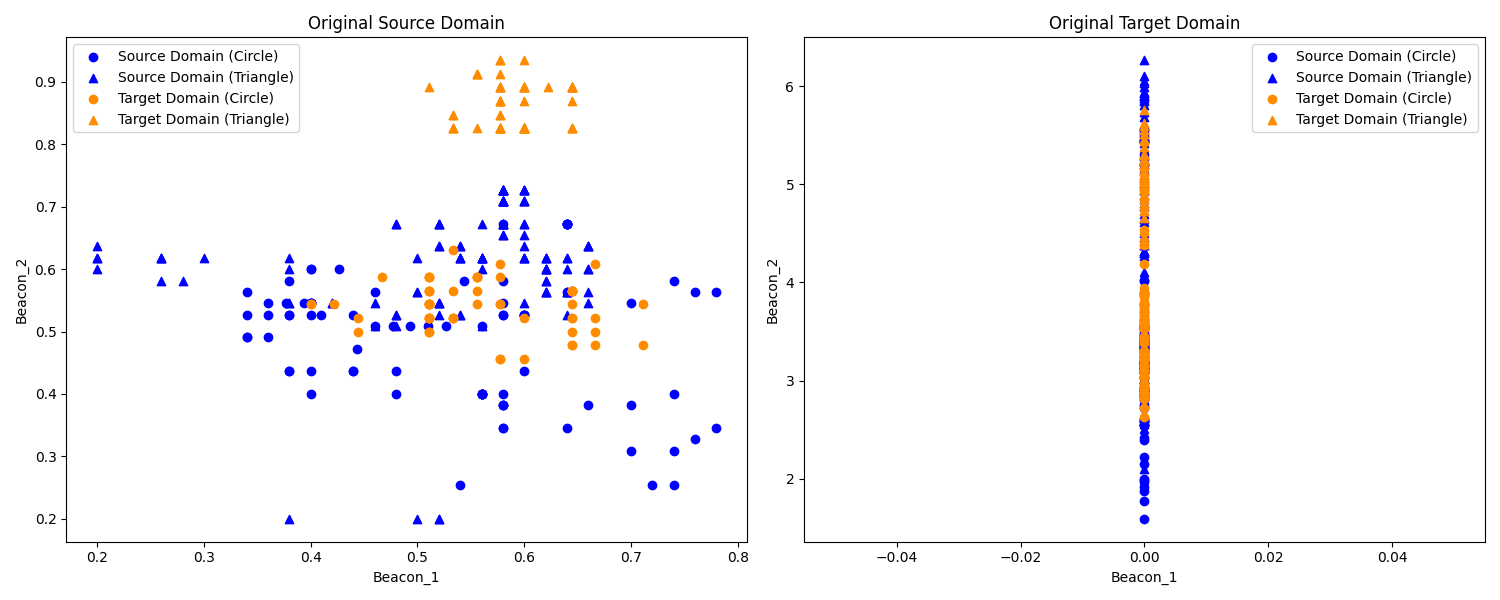 Original Source Domain
Source Domain (Circle)
Source Domain (Triangle)
Target Domain (Circle)
Target Domain (Triangle)
Beacon_2
0.9
0.8
0.7
0.6
0.5
0.4
0.3
0.2
0.2
0.3
0.4
0.5
0.6
0.7
0.8
Beacon_1
Original Target Domain
Source Domain (Circle)
Source Domain (Triangle)
Target Domain (Circle)
Target Domain (Triangle)
Beacon_2
6
5
4
3
2
−0.04
−0.02
0.00
0.02
0.04
Beacon_1